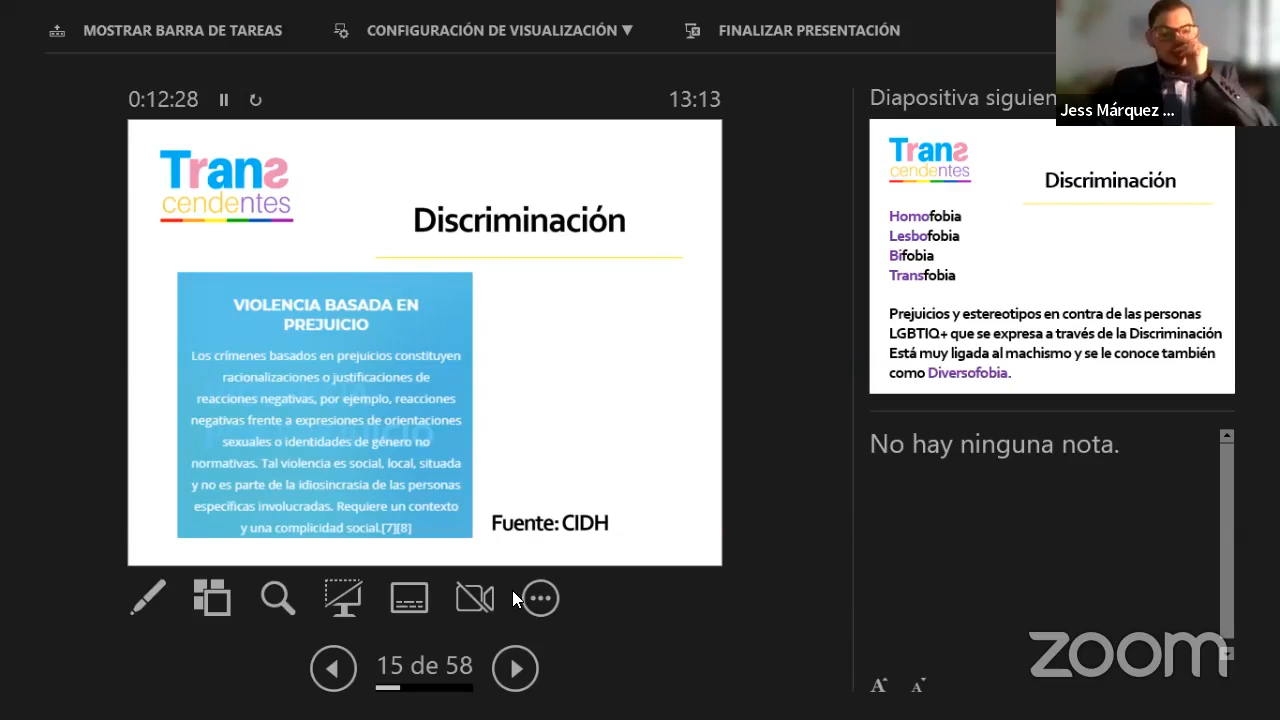 MOSTRAR BARRA DE TAREAS
CONFIGURACIÓN DE VISUALIZACIÓN ▼
FINALIZAR PRESENTACIÓN
Jess Márquez ...
0:12:28
13:13
Trans
cendentes
Discriminación
VIOLENCIA BASADA EN
PREJUICIO
Los crímenes basados en prejuicios constituyen
racionalizaciones o justificaciones de
reacciones negativas, por ejemplo, reacciones
negativas frente a expresiones de orientaciones
sexuales o identidades de género no
normativas. Tal violencia es social, local, situada
y no es parte de la idiosincrasia de las personas
específicas involucradas. Requiere un contexto
y una complicidad social.[7][8]
Fuente: CIDH
15 de 58
Diapositiva siguien
Trans
cendentes
Discriminación
Homofobia
Lesbofobia
Bifobia
Transfobia
Prejuicios y estereotipos en contra de las personas
LGBTIQ+ que se expresa a través de la Discriminación
Está muy ligada al machismo y se le conoce también
como Diversofobia.
No hay ninguna nota.
A A
zoom